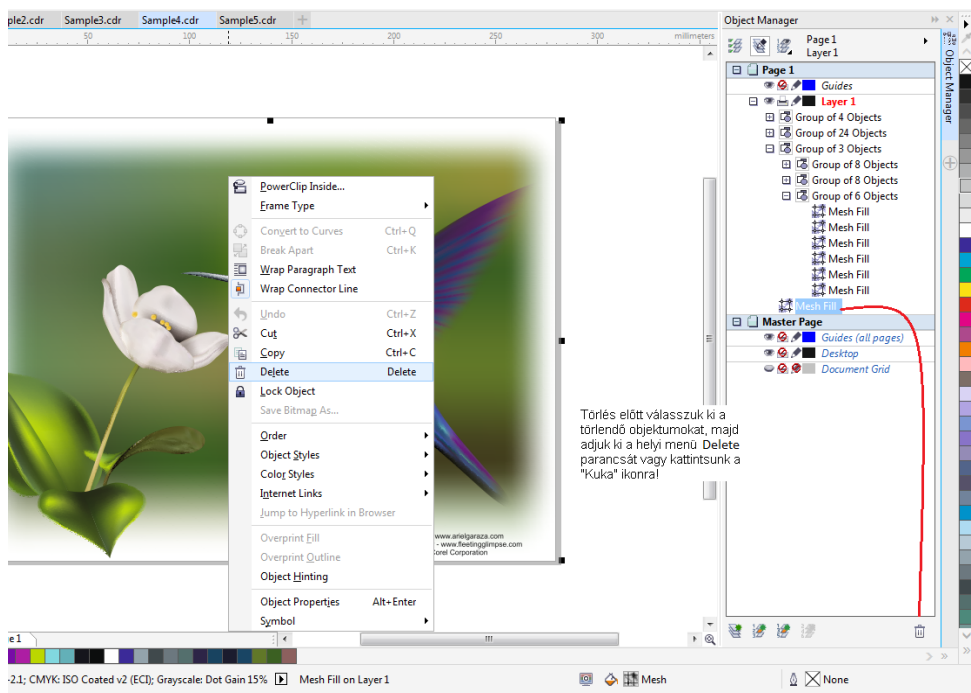 ple2.cdr Sample3.cdr Sample4.cdr Sample5.cdr
50 100 150 200 250 300 millimeters
PowerClip Inside...
Frame Type
Convert to Curves Ctrl+Q
Break Apart Ctrl+K
Wrap Paragraph Text
Wrap Connector Line
Undo Ctrl+Z
Cut Ctrl+X
Copy Ctrl+C
Delete Delete
Lock Object
Save Bitmap As...
Order
Object Styles
Color Styles
Internet Links
Jump to Hyperlink in Browser
Overprint Fill
Overprint Outline
Object Hinting
Object Properties Alt+Enter
Symbol
www.arielgaraza.com
- www.fleetingglimpse.com
Corel Corporation
Törlés előtt válasszuk ki a
törlendő objektumokat, majd
adjuk ki a helyi menü Delete
parancsát vagy kattintsunk a
"Kuka" ikonra!
Object Manager
Page 1
Layer 1
Page 1
Guides
Layer 1
Group of 4 Objects
Group of 24 Objects
Group of 3 Objects
Group of 8 Objects
Group of 8 Objects
Group of 6 Objects
Mesh Fill
Mesh Fill
Mesh Fill
Mesh Fill
Mesh Fill
Mesh Fill
Mesh Fill
Master Page
Guides (all pages)
Desktop
Document Grid
Object Manager
e 1
-2.1; CMYK: ISO Coated v2 (ECI); Grayscale: Dot Gain 15% Mesh Fill on Layer 1 Mesh None